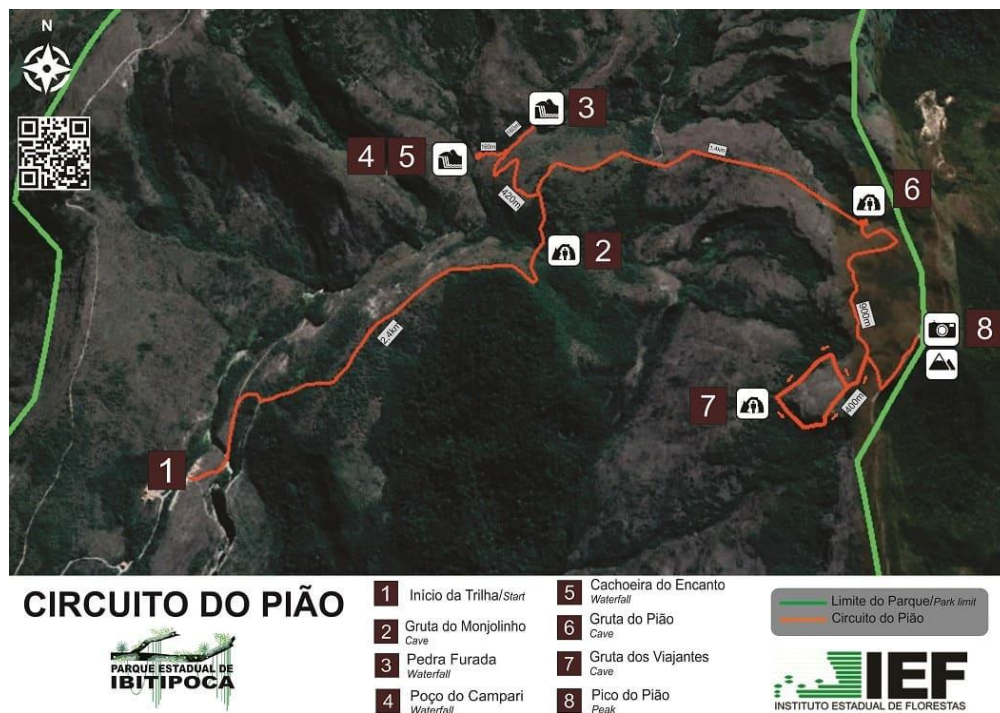 N
3
4
5
160m
1.4km
6
420m
2
2.4km
900m
8
7
400m
1
CIRCUITO DO PIÃO
PARQUE ESTADUAL DE
IBITIPOCA
1 Início da Trilha/Start
2 Gruta do Monjolinho
Cave
3 Pedra Furada
Waterfall
4 Poço do Campari
Waterfall
5 Cachoeira do Encanto
Waterfall
6 Gruta do Pião
Cave
7 Gruta dos Viajantes
Cave
8 Pico do Pião
Peak
Limite do Parque/Park limit
Circuito do Pião
IEF
INSTITUTO ESTADUAL DE FLORESTAS